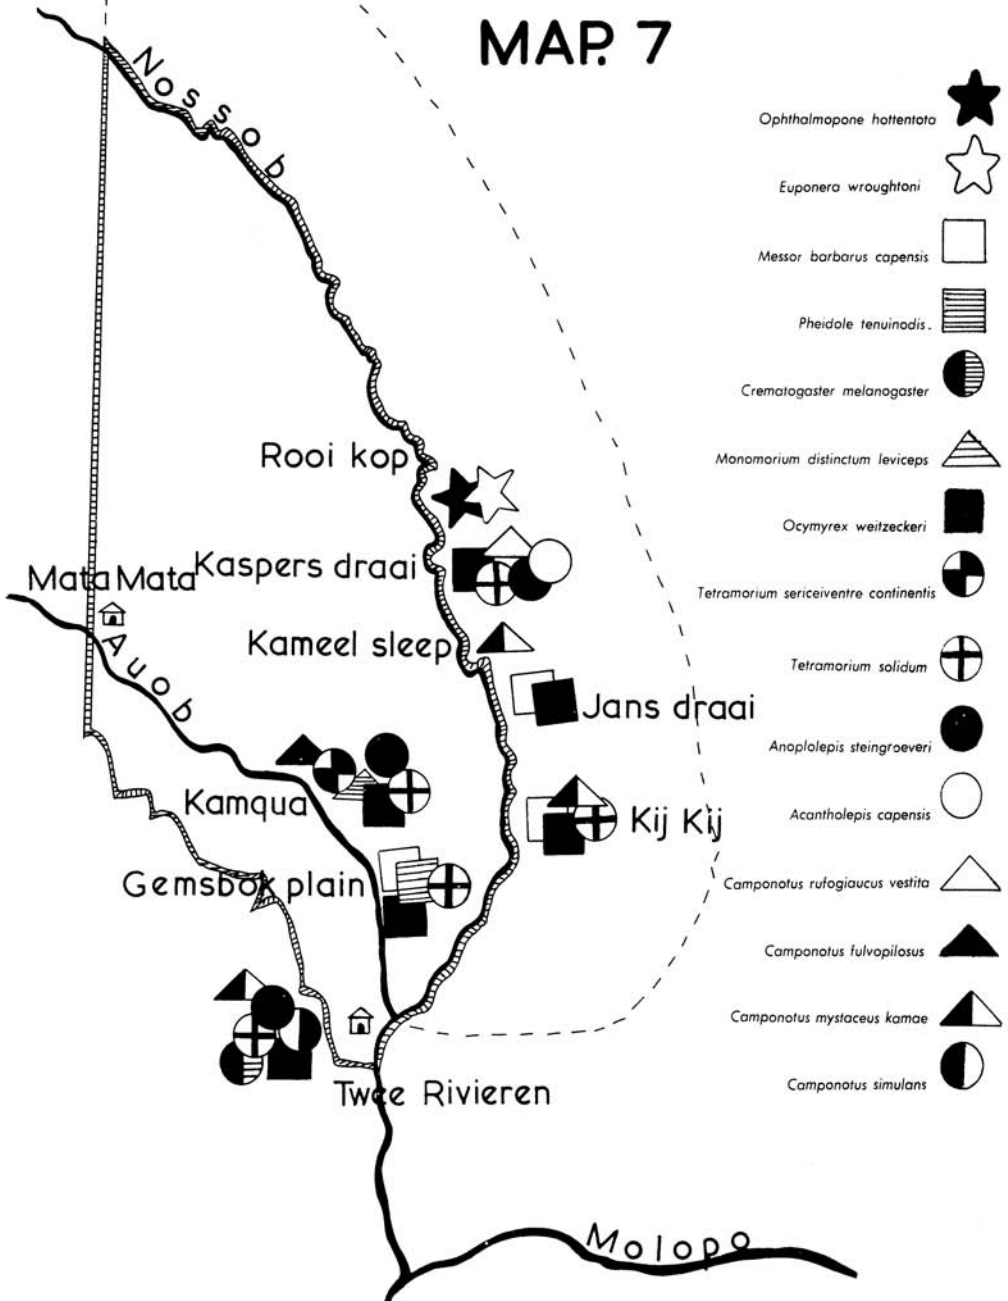 MAP. 7
Nossob
Ophthalmopone hottentota
Euponera wroughtoni
Messor barbarus capensis
Pheidole tenuinodis.
Crematogaster melanogaster
Rooi kop
Monomorium distinctum leviceps
Ocymyrex weitzeckeri
Kaspers draai
Mata Mata
Tetramorium sericeiventre continentis
Auob
Kameel sleep
Tetramorium solidum
Jans draai
Anoplolepis steingroeveri
Kamqua
Kij Kij
Acantholepis capensis
Gemsbok plain
Camponotus rufogiaucus vestita
Camponotus fulvopilosus
Camponotus mystaceus kamae
Twee Rivieren
Camponotus simulans
Molopo